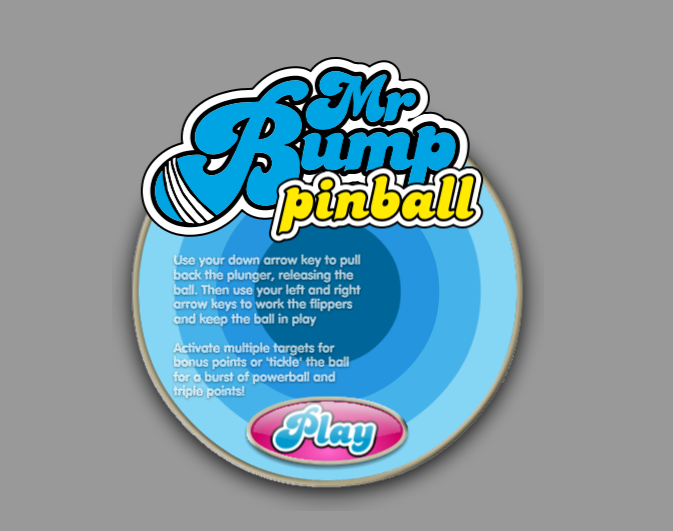 Mr
Bump
pinball
Use your down arrow key to pull
back the plunger, releasing the
ball. Then use your left and right
arrow keys to work the flippers
and keep the ball in play
Activate multiple targets for
bonus points or 'tickle' the ball
for a burst of powerball and
triple points!
Play